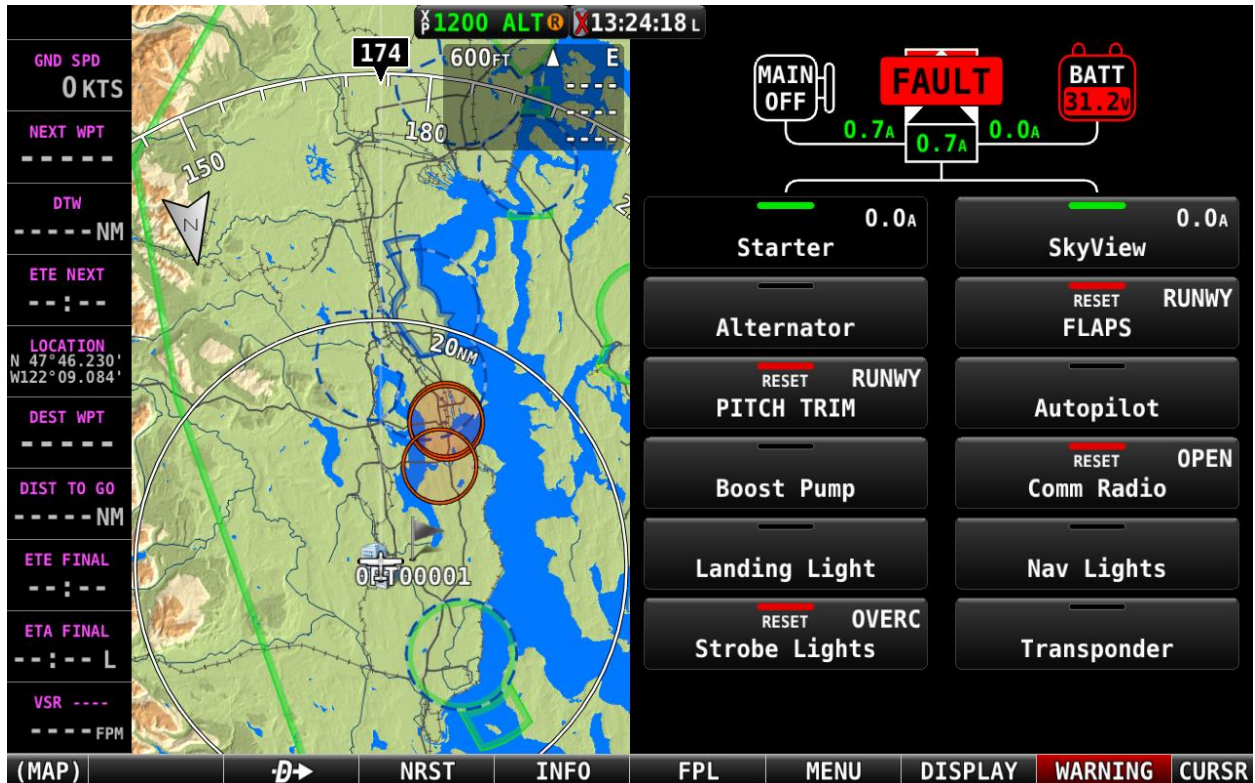 XP 1200 ALT R X 13:24:18 L
GND SPD
0 KTS
NEXT WPT
-----
DTW
-----NM
ETE NEXT
--:--
LOCATION
N 47°46.230'
W122°09.084'
DEST WPT
-----
DIST TO GO
-----NM
ETE FINAL
--:--
ETA FINAL
--:-- L
VSR ----
----FPM
174
600FT E
----
----
----
150
180
N
20NM
MAIN
OFF
FAULT
BATT
31.2V
0.7A
0.7A
0.0A
0.0A
Starter
0.0A
SkyView
Alternator
RESET RUNWY
FLAPS
RESET RUNWY
PITCH TRIM
Autopilot
Boost Pump
RESET OPEN
Comm Radio
Landing Light
Nav Lights
RESET OVERC
Strobe Lights
Transponder
(MAP) D NRST INFO FPL MENU DISPLAY WARNING CURSR